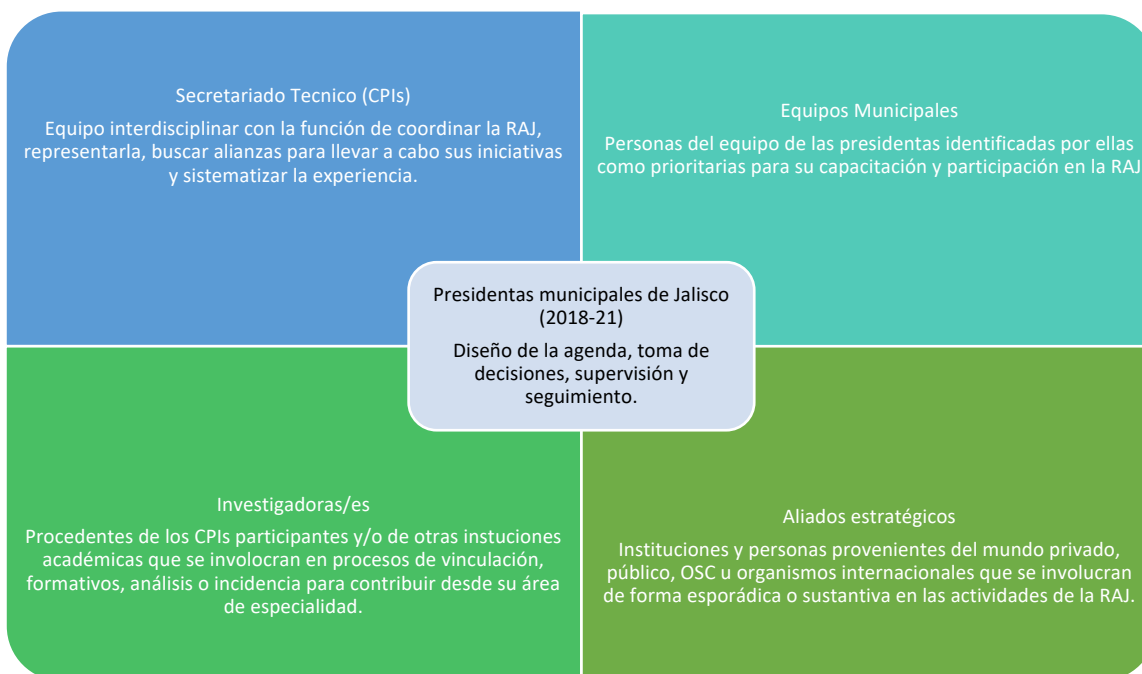 Secretariado Tecnico (CPIs)
Equipo interdisciplinar con la función de coordinar la RAJ,
representarla, buscar alianzas para llevar a cabo sus iniciativas
y sistematizar la experiencia.
Equipos Municipales
Personas del equipo de las presidentas identificadas por ellas
como prioritarias para su capacitación y participación en la RAJ
Presidentas municipales de Jalisco
(2018-21)
Diseño de la agenda, toma de
decisiones, supervisión y
seguimiento.
Investigadoras/es
Procedentes de los CPIs participantes y/o de otras instuciones
académicas que se involocran en procesos de vinculación,
formativos, análisis o incidencia para contribuir desde su área
de especialidad.
Aliados estratégicos
Instituciones y personas provenientes del mundo privado,
público, OSC u organismos internacionales que se involucran
de forma esporádica o sustantiva en las actividades de la RAJ.